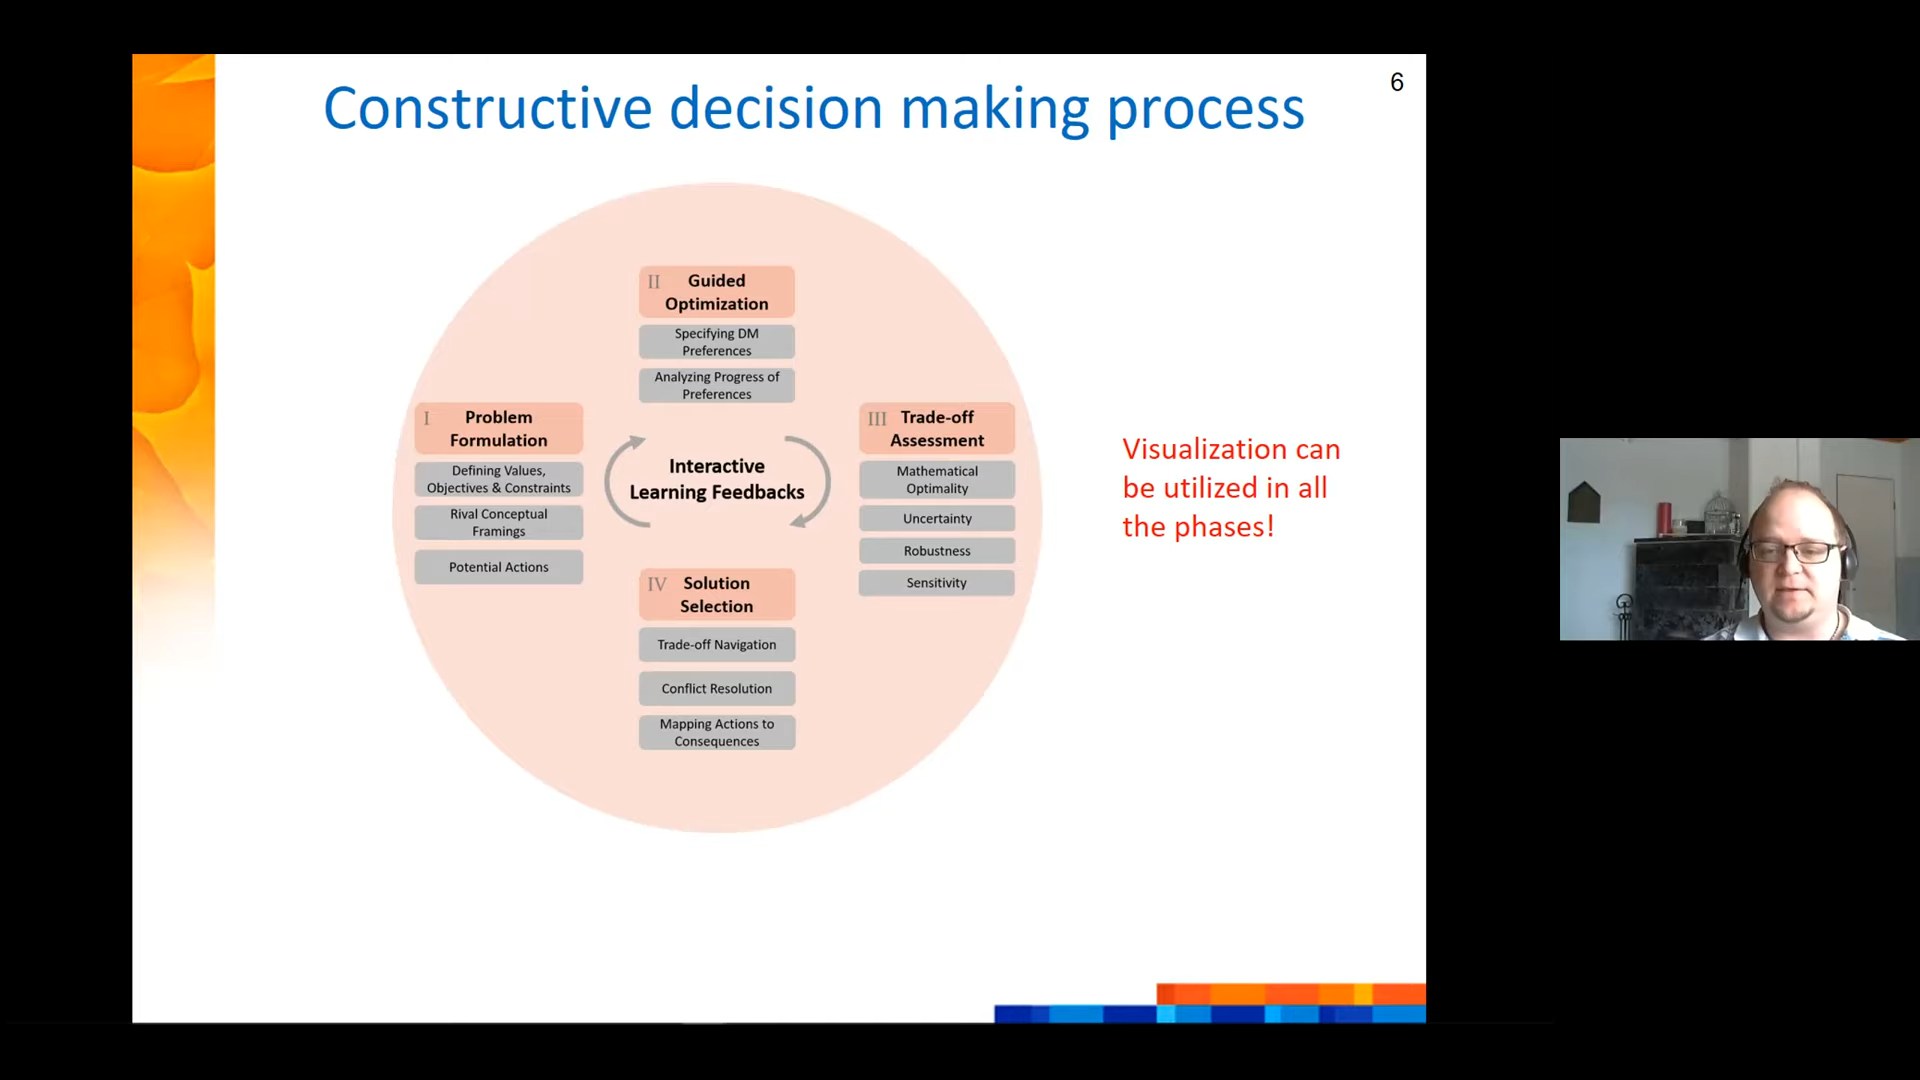 6
Constructive decision making process
I
Problem
Formulation
Defining Values,
Objectives & Constraints
Rival Conceptual
Framings
Potential Actions
II
Guided
Optimization
Specifying DM
Preferences
Analyzing Progress of
Preferences
Interactive
Learning Feedbacks
III
Trade-off
Assessment
Mathematical
Optimality
Uncertainty
Robustness
Sensitivity
IV
Solution
Selection
Trade-off Navigation
Conflict Resolution
Mapping Actions to
Consequences
Visualization can
be utilized in all
the phases!